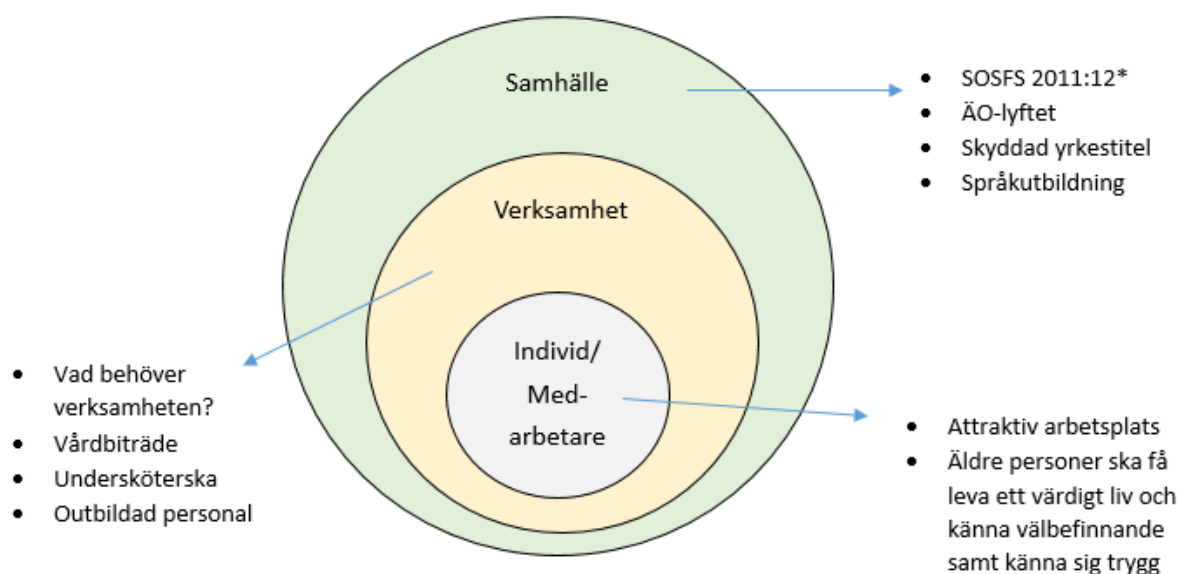 Samhälle
• SOSFS 2011:12*
• ÄO-lyftet
• Skyddad yrkestitel
• Språkutbildning
Verksamhet
• Vad behöver
verksamheten?
• Vårdbiträde
• Undersköterska
• Outbildad personal
Individ/
Med-
arbetare
• Attraktiv arbetsplats
• Äldre personer ska få
leva ett värdigt liv och
känna välbefinnande
samt känna sig trygg